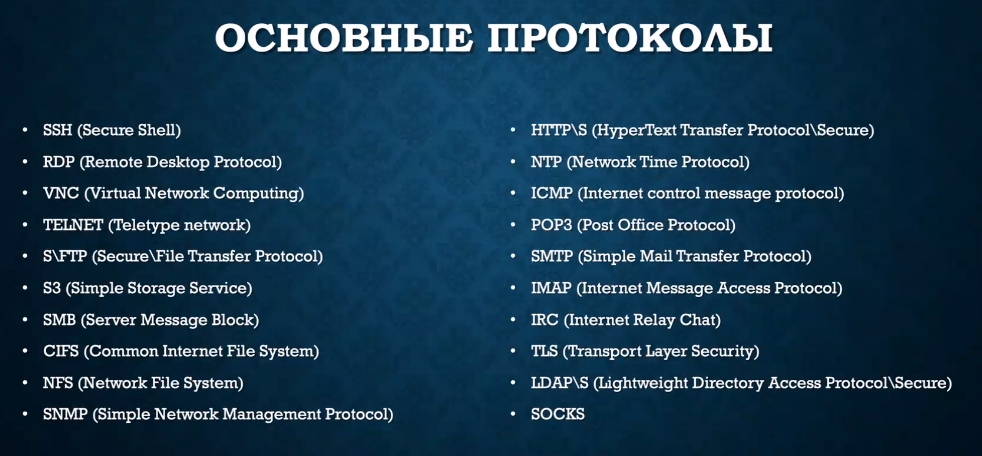 ОСНОВНЫЕ ПРОТОКОЛЫ
• SSH (Secure Shell)
• RDP (Remote Desktop Protocol)
• VNC (Virtual Network Computing)
• TELNET (Teletype network)
• S\FTP (Secure\File Transfer Protocol)
• S3 (Simple Storage Service)
• SMB (Server Message Block)
• CIFS (Common Internet File System)
• NFS (Network File System)
• SNMP (Simple Network Management Protocol)
• HTTP\S (HyperText Transfer Protocol\Secure)
• NTP (Network Time Protocol)
• ICMP (Internet control message protocol)
• POP3 (Post Office Protocol)
• SMTP (Simple Mail Transfer Protocol)
• IMAP (Internet Message Access Protocol)
• IRC (Internet Relay Chat)
• TLS (Transport Layer Security)
• LDAP\S (Lightweight Directory Access Protocol\Secure)
• SOCKS